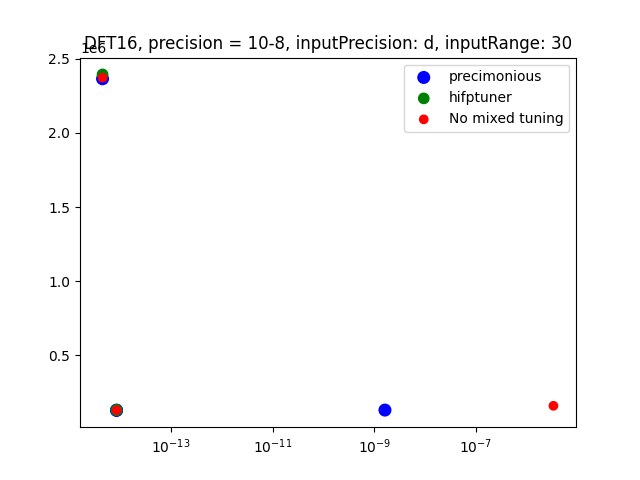 DFT16, precision = 10-8, inputPrecision: d, inputRange: 30
1e6
2.5
2.0
1.5
1.0
0.5
precimonious
hifptuner
No mixed tuning
10⁻¹³
10⁻¹¹
10⁻⁹
10⁻⁷